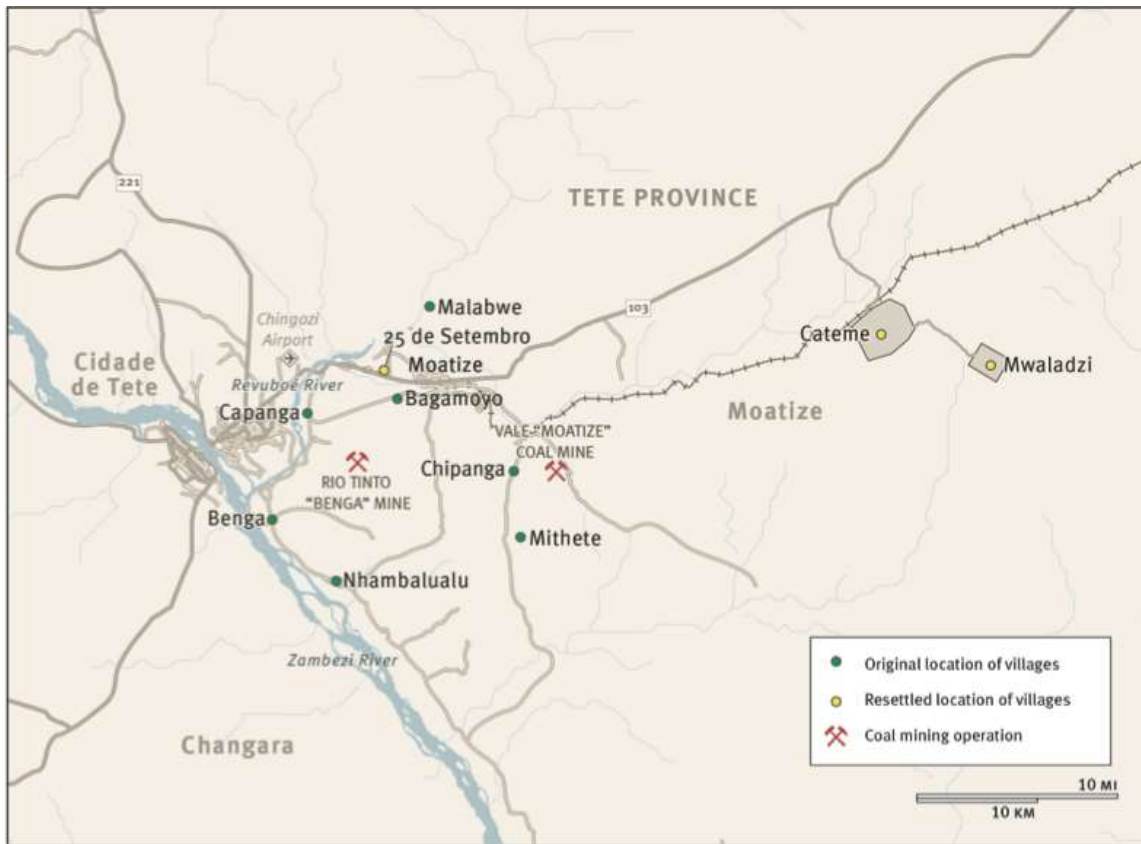 221
TETE PROVINCE
103
Malabwe
Chingozi
Airport
25 de Setembro
Moatize
Cateme
Mwaladzi
Cidade
de Tete
Revuboé River
Capanga
Bagamoyo
Moatize
VALE-“MOATIZE”
COAL MINE
Chipanga
RIO TINTO
“BENGA” MINE
Benga
Mithete
Nhambalualu
Zambezi River
Changara
Original location of villages
Resettled location of villages
Coal mining operation
10 MI
10 KM